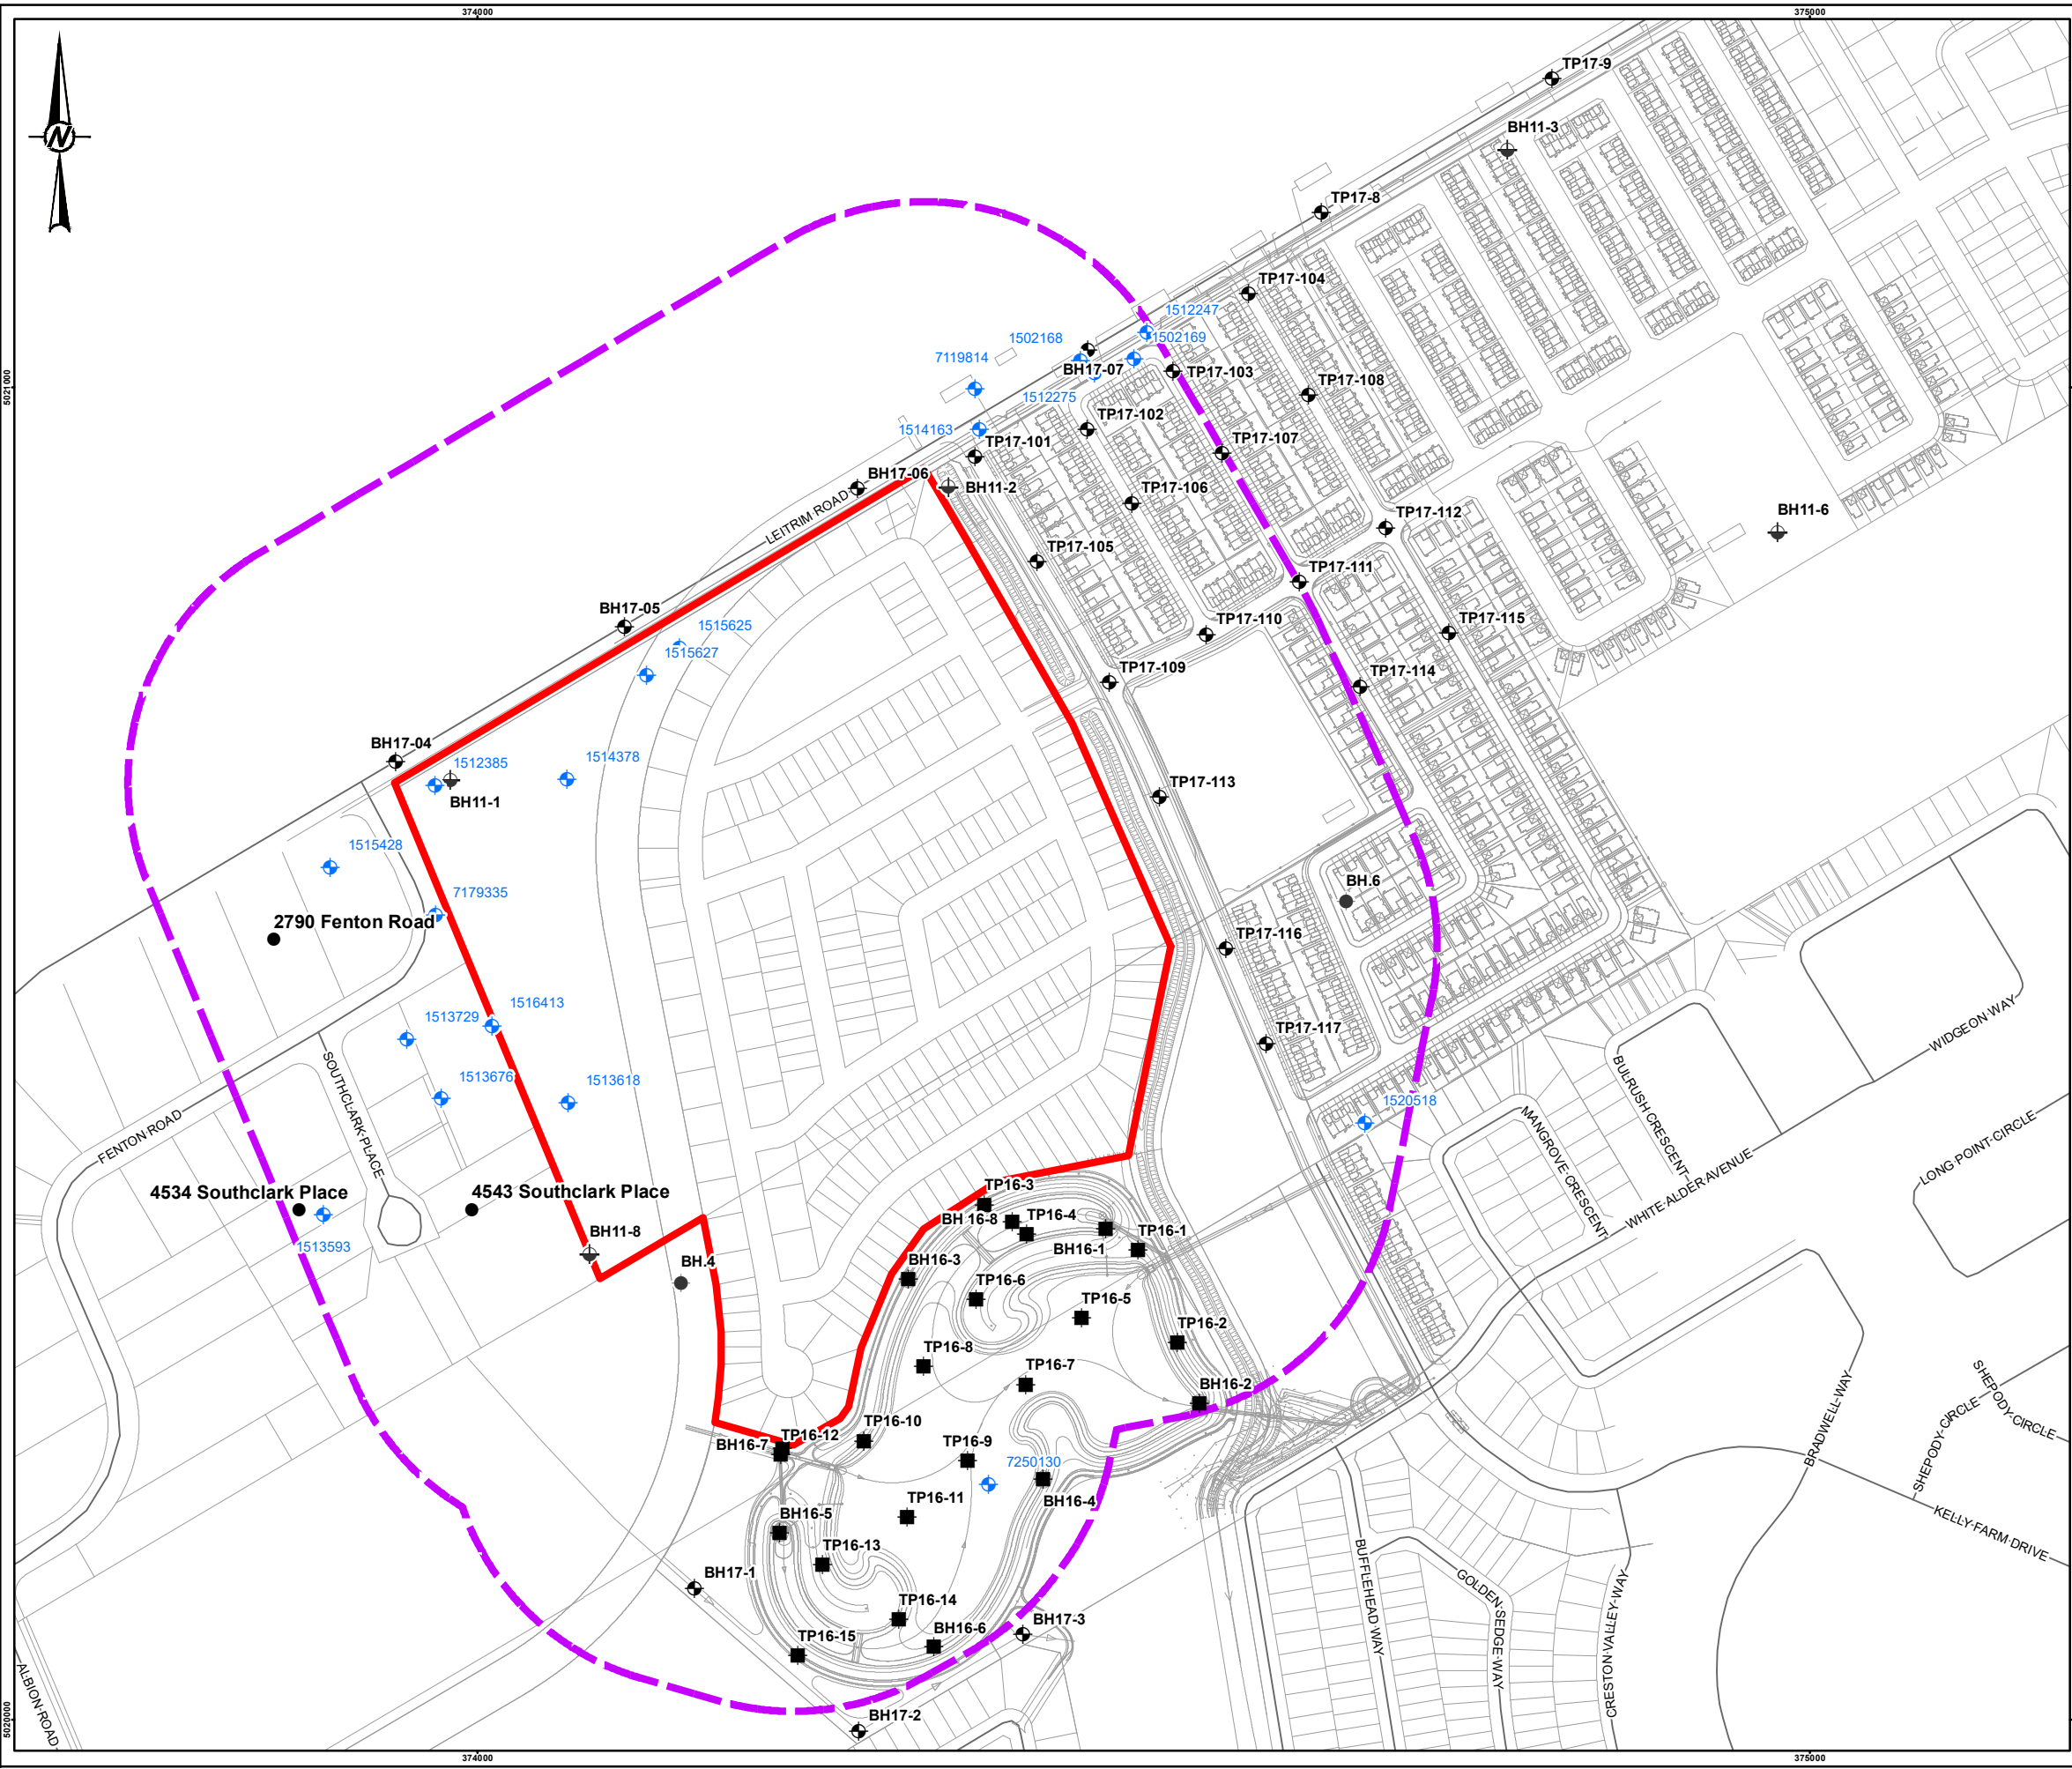 374000
375000
N
TP17-9
BH11-3
TP17-8
TP17-104
1512247
1502168
1502169
7119814
BH17-07
TP17-103
TP17-108
1512275
TP17-102
1514163
TP17-107
TP17-101
5021000
BH17-06
BH11-2
TP17-106
LEITRIM ROAD
TP17-112
BH11-6
TP17-105
TP17-111
BH17-05
1515625
TP17-110
TP17-115
1515627
TP17-109
TP17-114
BH17-04
1512385
1514378
BH11-1
TP17-113
1515428
BH.6
7179335
2790 Fenton Road
TP17-116
1516413
1513729
TP17-117
WIDGEON WAY
SOUTHCLARK PLACE
1513676
1513618
1520518
BULRUSH CRESCENT
FENTON ROAD
MANGROVE CRESCENT
LONG POINT CIRCLE
WHITE ALDER AVENUE
4534 Southclark Place
4543 Southclark Place
TP16-3
BH 16-8
TP16-4
1513593
BH11-8
BH16-1
TP16-1
BH.4
BH16-3
TP16-6
TP16-5
TP16-2
TP16-8
TP16-7
BH16-2
SHEPODY CIRCLE
SHEPODY CIRCLE
BRADWELL WAY
TP16-10
TP16-12
BH16-7
TP16-9
7250130
BH16-4
TP16-11
BH16-5
KELLY FARM DRIVE
TP16-13
BH17-1
BUFFLEHEAD WAY
GOLDEN SEDGE WAY
CRESTON VALLEY WAY
TP16-14
BH16-6
BH17-3
TP16-15
ALBION ROAD
BH17-2
5020000
374000
375000